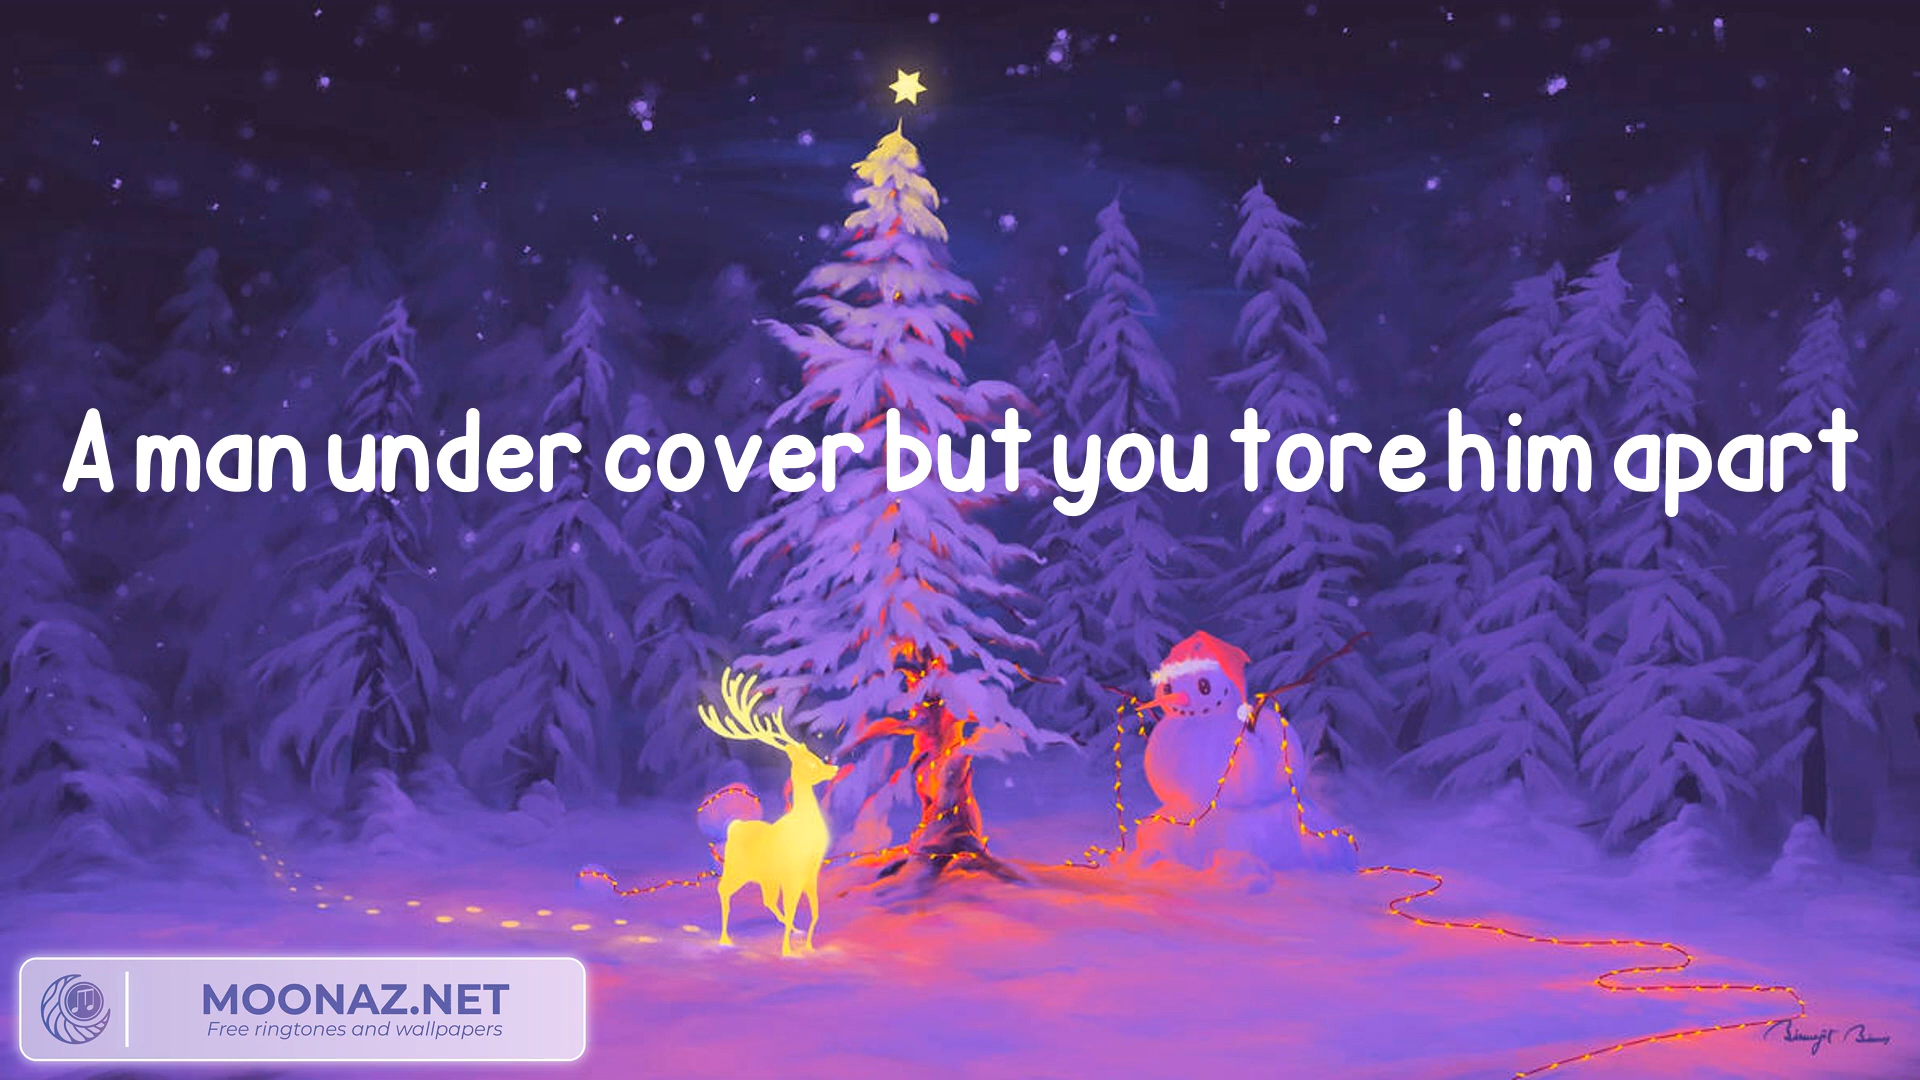 A man under cover but you tore him apart
MOONAZ.NET
Free ringtones and wallpapers